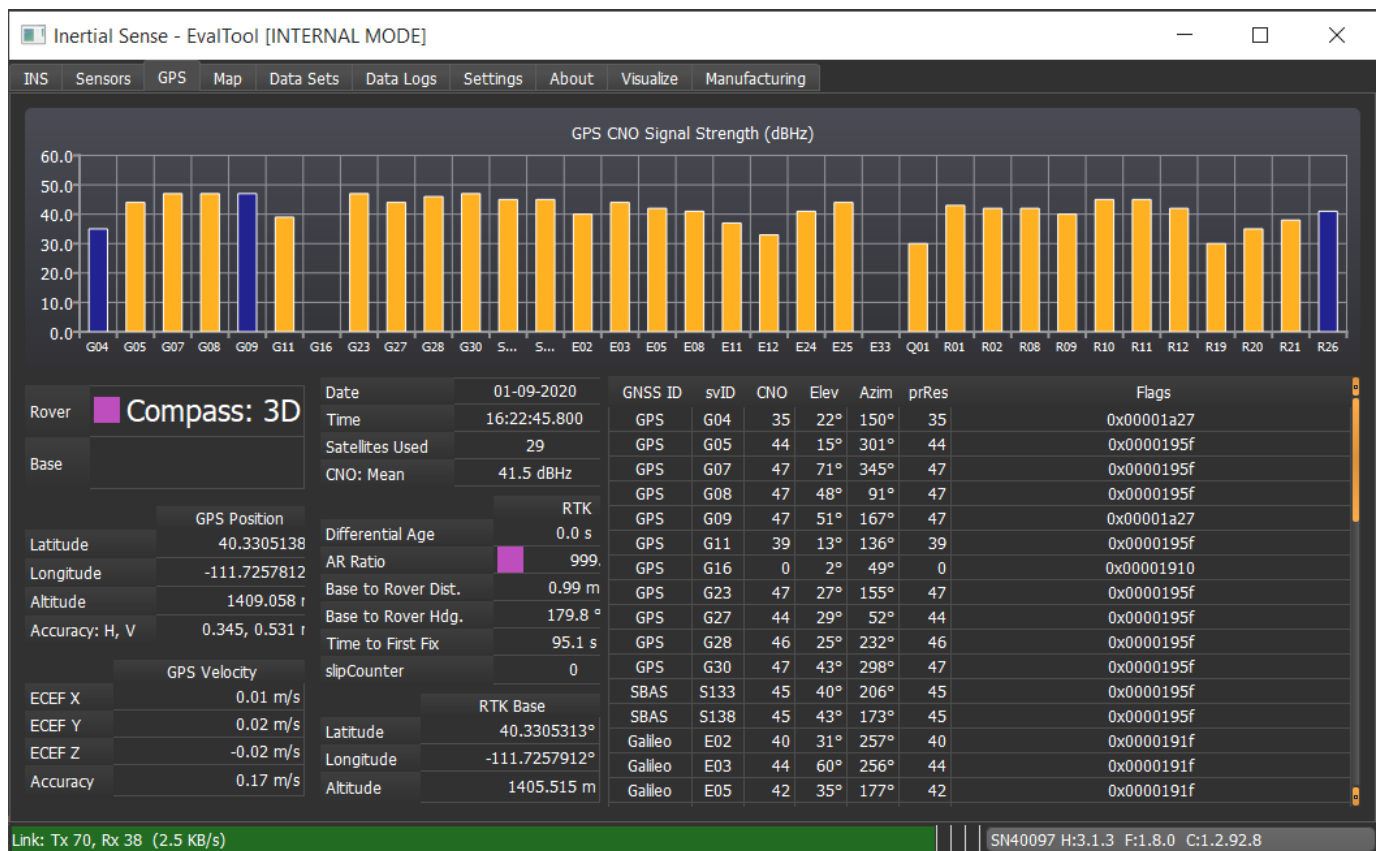 Inertial Sense - EvalTool [INTERNAL MODE]
INS Sensors GPS Map Data Sets Data Logs Settings About Visualize Manufacturing
GPS CNO Signal Strength (dBHz)
60.0
50.0
40.0
30.0
20.0
10.0
0.0
G04 G05 G07 G08 G09 G11 G16 G23 G27 G28 G30 S... S... E02 E03 E05 E08 E11 E12 E24 E25 E33 Q01 R01 R02 R08 R09 R10 R11 R12 R19 R20 R21 R26
Rover Compass: 3D
Base
GPS Position
Latitude 40.3305138
Longitude -111.7257812
Altitude 1409.058 r
Accuracy: H, V 0.345, 0.531 r
GPS Velocity
ECEF X 0.01 m/s
ECEF Y 0.02 m/s
ECEF Z -0.02 m/s
Accuracy 0.17 m/s
Date 01-09-2020
Time 16:22:45.800
Satellites Used 29
CNO: Mean 41.5 dBHz
RTK
Differential Age 0.0 s
AR Ratio 999.
Base to Rover Dist. 0.99 m
Base to Rover Hdg. 179.8 °
Time to First Fix 95.1 s
slipCounter 0
RTK Base
Latitude 40.3305313°
Longitude -111.7257912°
Altitude 1405.515 m
GNSS ID svID CNO Elev Azim prRes Flags
GPS G04 35 22° 150° 35 0x00001a27
GPS G05 44 15° 301° 44 0x0000195f
GPS G07 47 71° 345° 47 0x0000195f
GPS G08 47 48° 91° 47 0x0000195f
GPS G09 47 51° 167° 47 0x00001a27
GPS G11 39 13° 136° 39 0x0000195f
GPS G16 0 2° 49° 0 0x00001910
GPS G23 47 27° 155° 47 0x0000195f
GPS G27 44 29° 52° 44 0x0000195f
GPS G28 46 25° 232° 46 0x0000195f
GPS G30 47 43° 298° 47 0x0000195f
SBAS S133 45 40° 206° 45 0x0000195f
SBAS S138 45 43° 173° 45 0x0000195f
Galileo E02 40 31° 257° 40 0x0000191f
Galileo E03 44 60° 256° 44 0x0000191f
Galileo E05 42 35° 177° 42 0x0000191f
Link: Tx 70, Rx 38 (2.5 KB/s)
SN40097 H:3.1.3 F:1.8.0 C:1.2.92.8